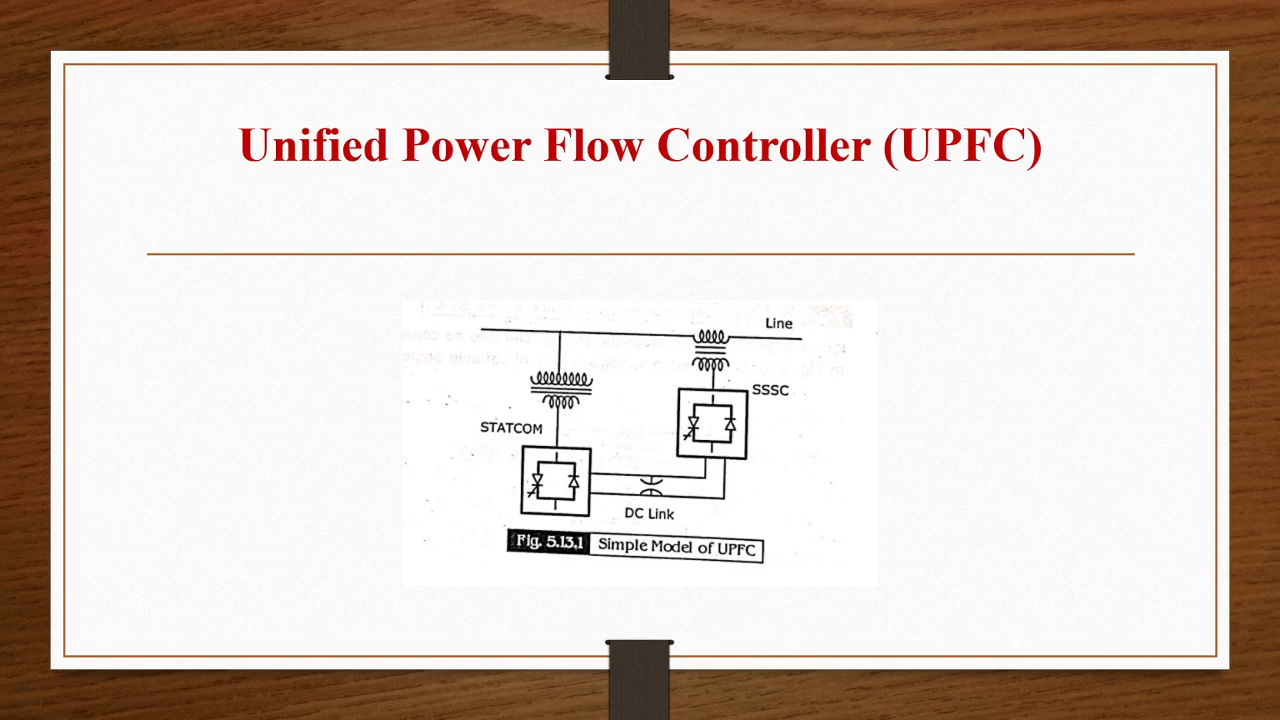 Unified Power Flow Controller (UPFC)
Line
SSSC
STATCOM
DC Link
Fig. 5.13.1 Simple Model of UPFC